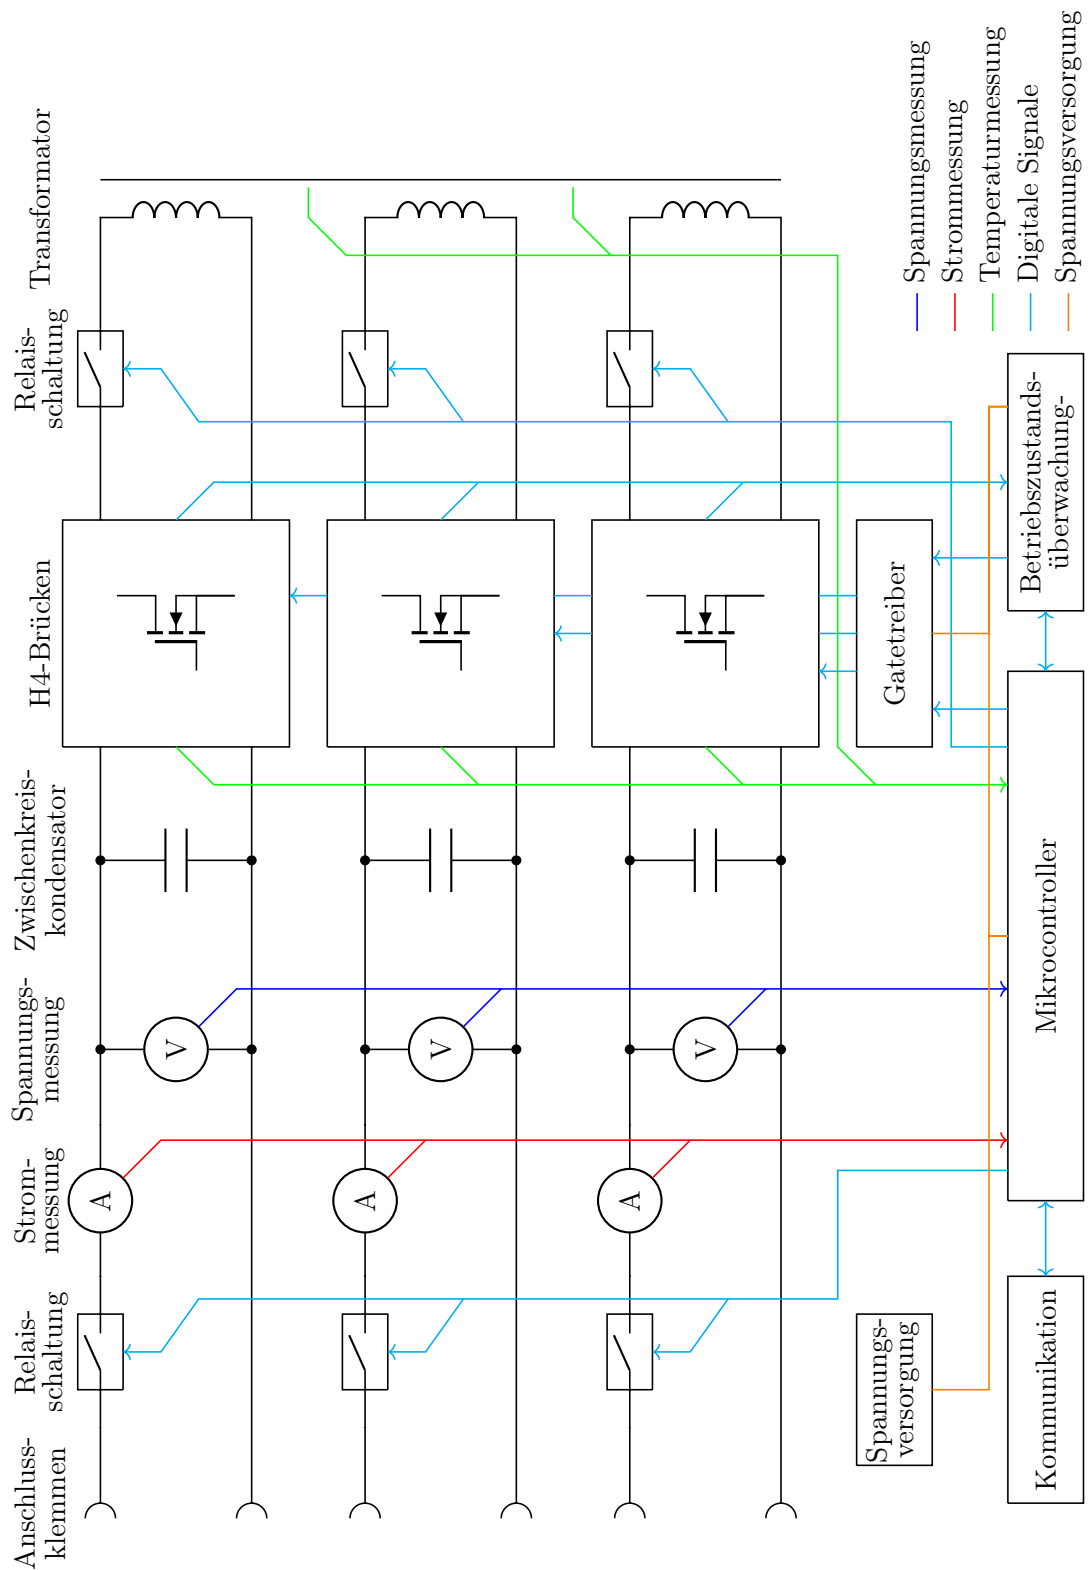 Anschluss-
klemmen
Relais-
schaltung
Strom-
messung
Spannungs-
messung
Zwischenkreis-
kondensator
H4-Brücken
Relais-
schaltung
Transformator
A
V
A
V
A
V
Spannungs-
versorgung
Gatetreiber
Kommunikation
Mikrocontroller
Betriebszustands-
überwachung-
Spannungsmessung
Strommessung
Temperaturmessung
Digitale Signale
Spannungsversorgung